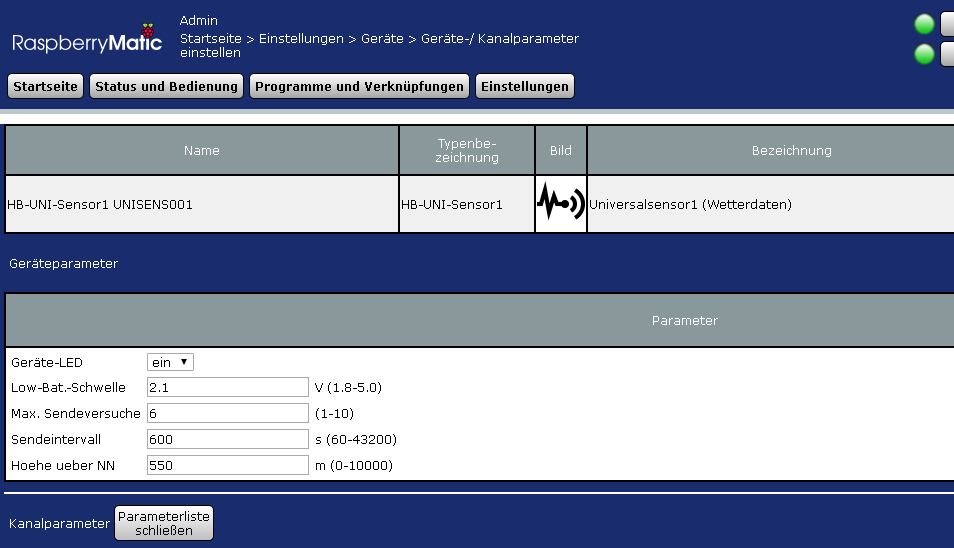 Admin
RaspberryMatic
Startseite > Einstellungen > Geräte > Geräte-/ Kanalparameter
einstellen
Startseite Status und Bedienung Programme und Verknüpfungen Einstellungen
Name Typenbe-
zeichnung Bild Bezeichnung
HB-UNI-Sensor1 UNISENS001 HB-UNI-Sensor1 Universalsensor1 (Wetterdaten)
Geräteparameter
Parameter
Geräte-LED ein
Low-Bat.-Schwelle 2.1 V (1.8-5.0)
Max. Sendeversuche 6 (1-10)
Sendeintervall 600 s (60-43200)
Hoehe ueber NN 550 m (0-10000)
Kanalparameter Parameterliste
schließen